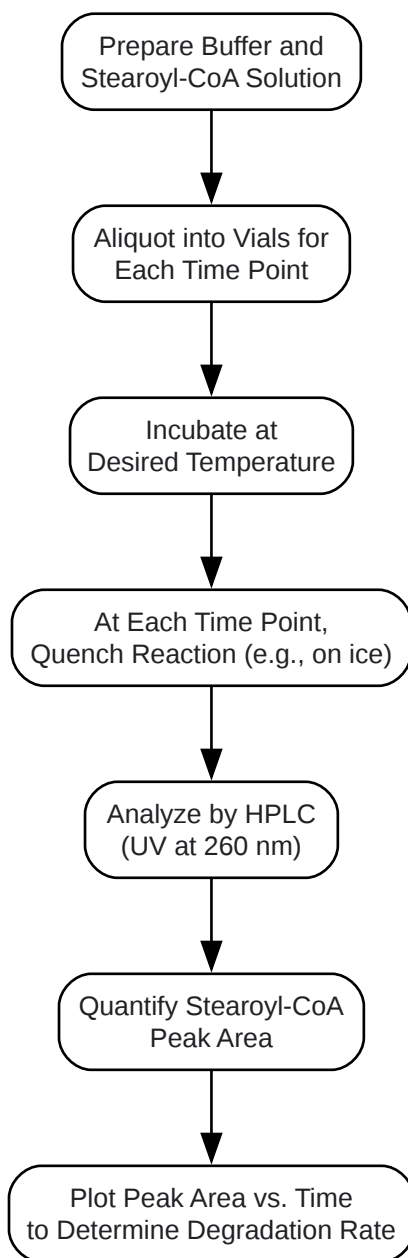 Prepare Buffer and
Stearoyl-CoA Solution
Aliquot into Vials for
Each Time Point
Incubate at
Desired Temperature
At Each Time Point,
Quench Reaction (e.g., on ice)
Analyze by HPLC
(UV at 260 nm)
Quantify Stearoyl-CoA
Peak Area
Plot Peak Area vs. Time
to Determine Degradation Rate